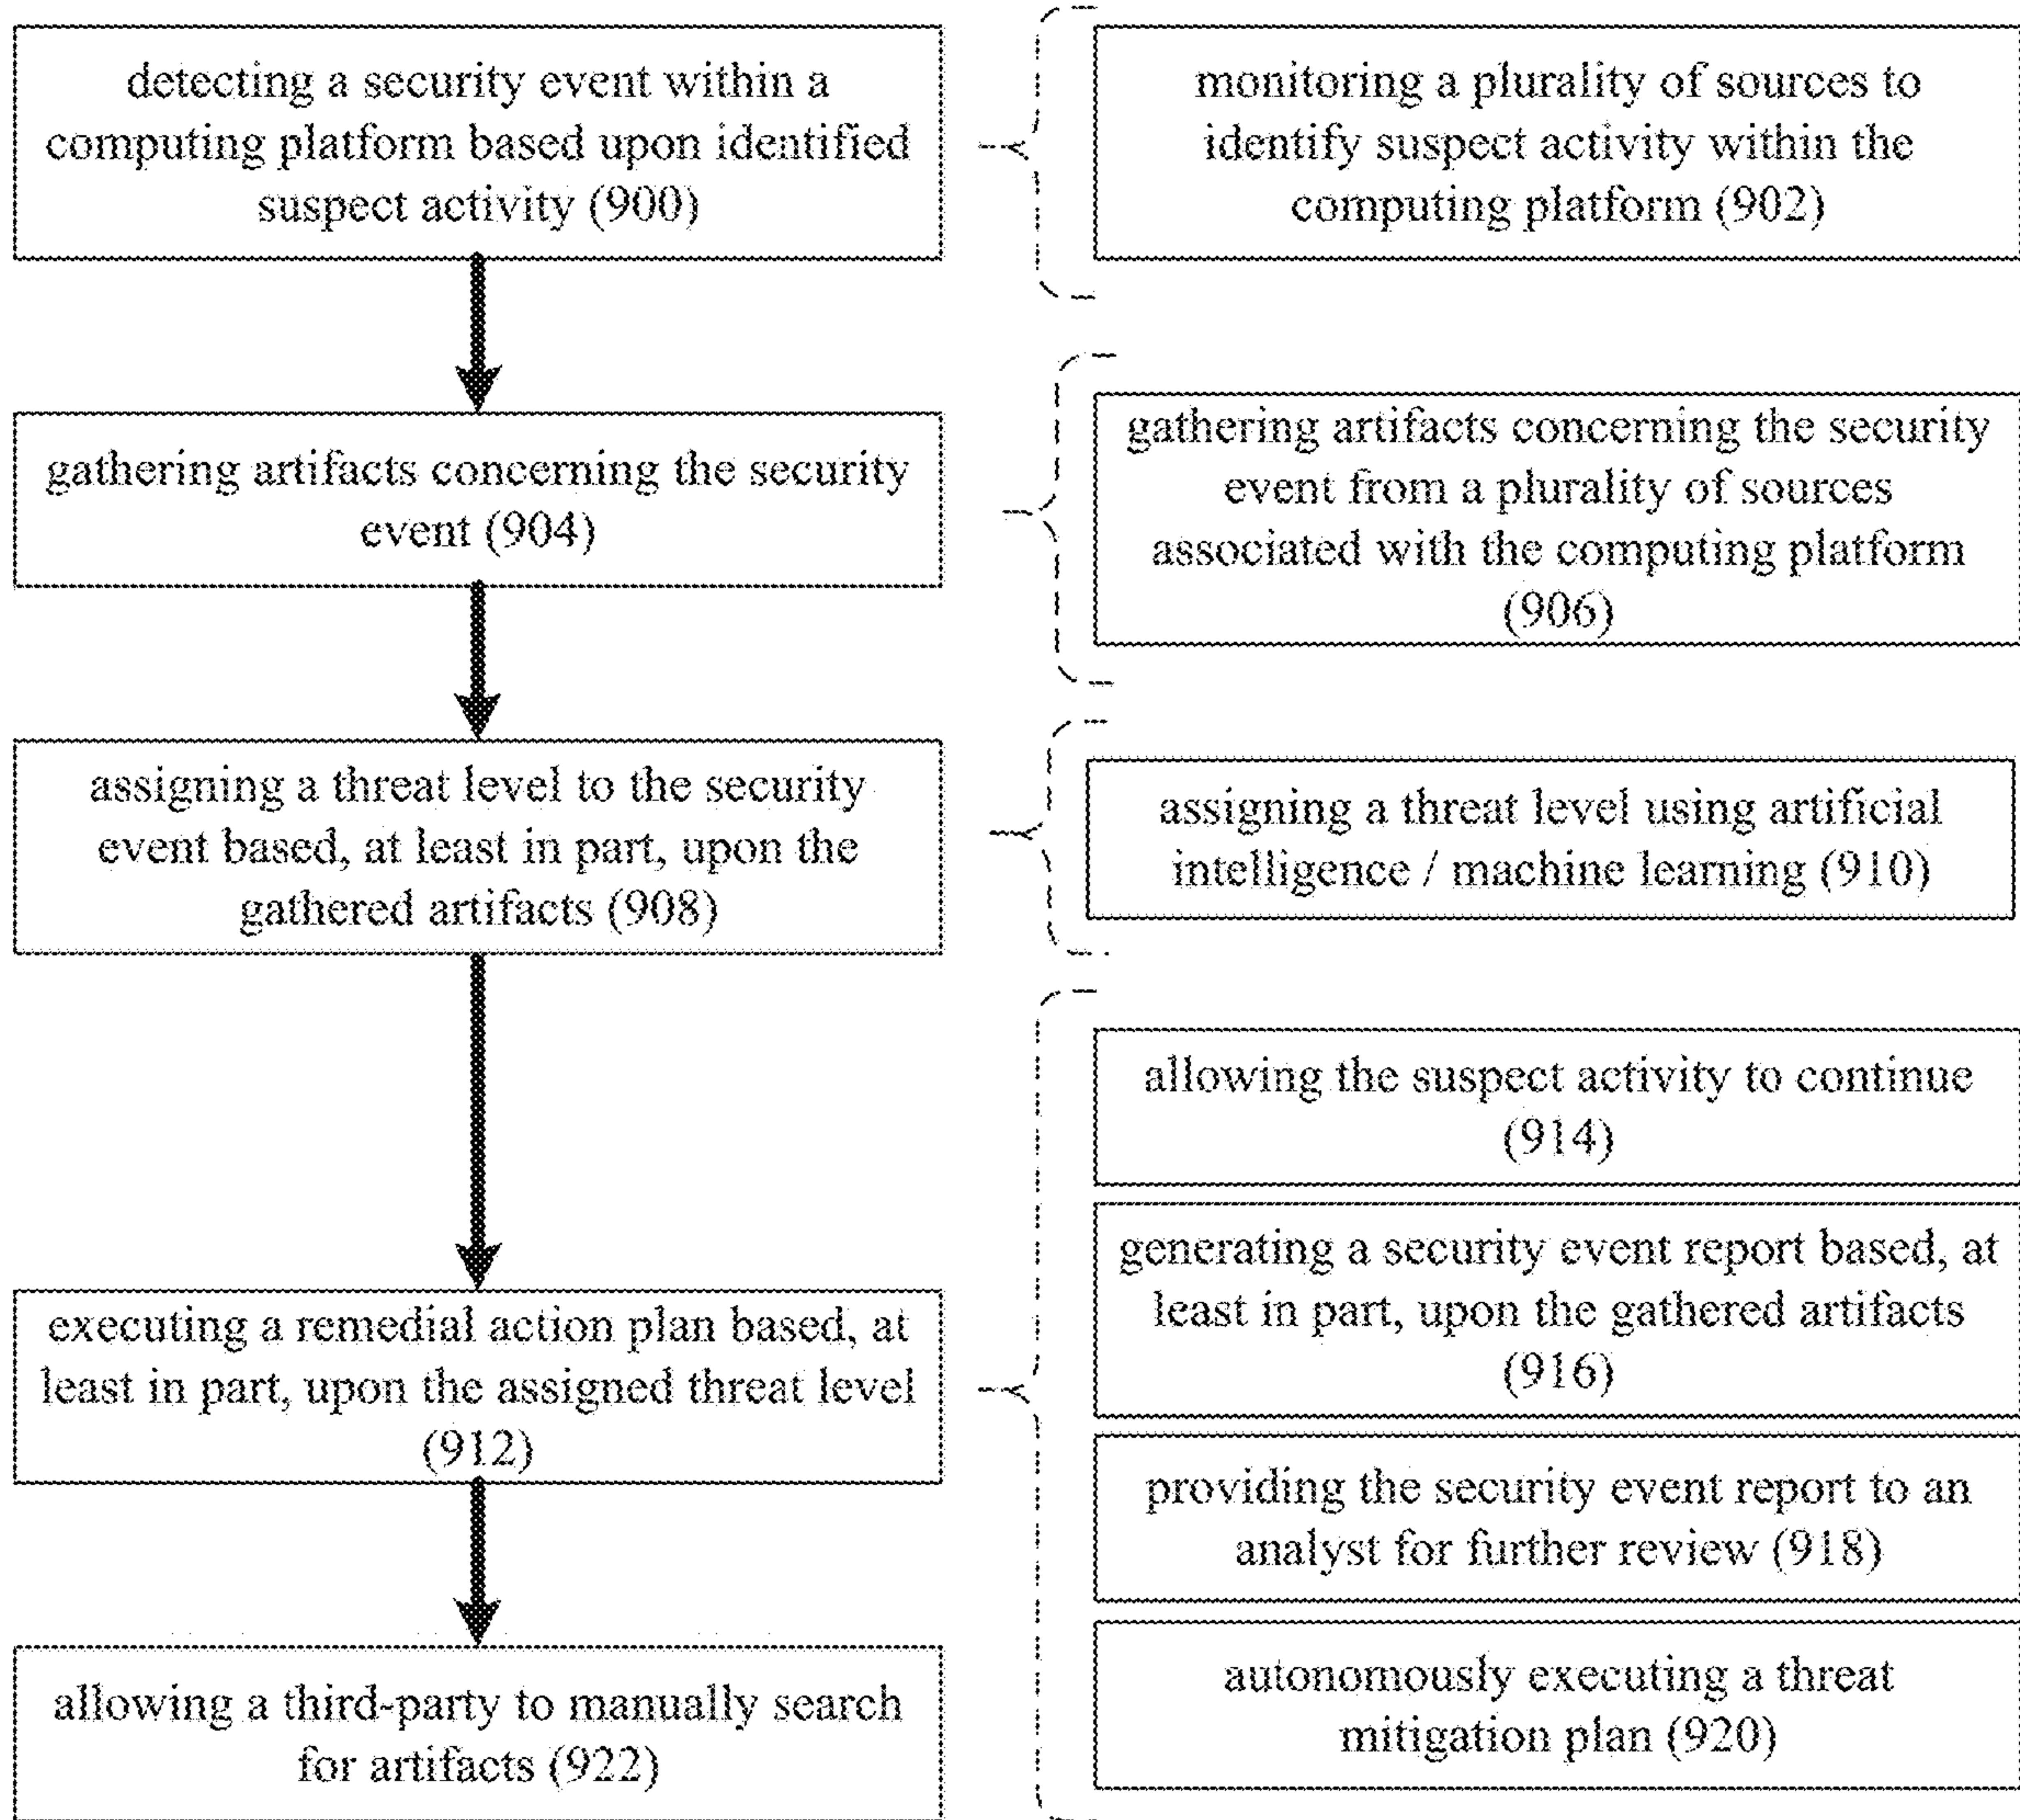 detecting a security event within a
computing platform based upon identified
suspect activity (900)
monitoring a plurality of sources to
identify suspect activity within the
computing platform (902)
gathering artifacts concerning the security
event (904)
gathering artifacts concerning the security
event from a plurality of sources
associated with the computing platform
(906)
assigning a threat level to the security
event based, at least in part, upon the
gathered artifacts (908)
assigning a threat level using artificial
intelligence / machine learning (910)
executing a remedial action plan based, at
least in part, upon the assigned threat level
(912)
allowing the suspect activity to continue
(914)
generating a security event report based, at
least in part, upon the gathered artifacts
(916)
providing the security event report to an
analyst for further review (918)
autonomously executing a threat
mitigation plan (920)
allowing a third-party to manually search
for artifacts (922)